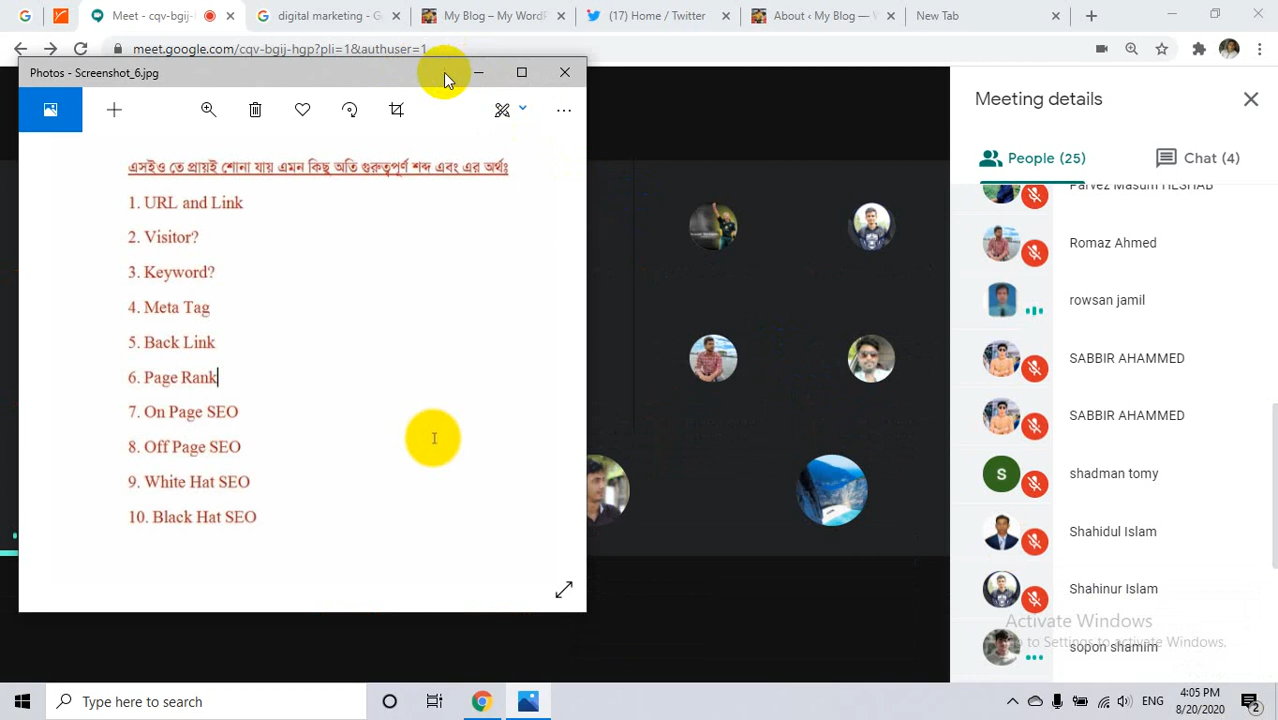 Meet - cqv-bgij-h
digital marketing - G
My Blog – My WordP
(17) Home / Twitter
About ‹ My Blog — W
New Tab
meet.google.com/cqv-bgij-hgp?pli=1&authuser=1
Photos - Screenshot_6.jpg
এসইও তে প্রায়ই শোনা যায় এমন কিছু অতি গুরুত্বপূর্ণ শব্দ এবং এর অর্থঃ
1. URL and Link
2. Visitor?
3. Keyword?
4. Meta Tag
5. Back Link
6. Page Rank
7. On Page SEO
8. Off Page SEO
9. White Hat SEO
10. Black Hat SEO
Meeting details
People (25)
Chat (4)
Parvez Masum HESHAB
Romaz Ahmed
rowsan jamil
SABBIR AHAMMED
SABBIR AHAMMED
S
shadman tomy
Shahidul Islam
Shahinur Islam
Activate Windows
Go to Settings to activate Windows.
sopon shamim
Type here to search
ENG
4:05 PM
8/20/2020
2